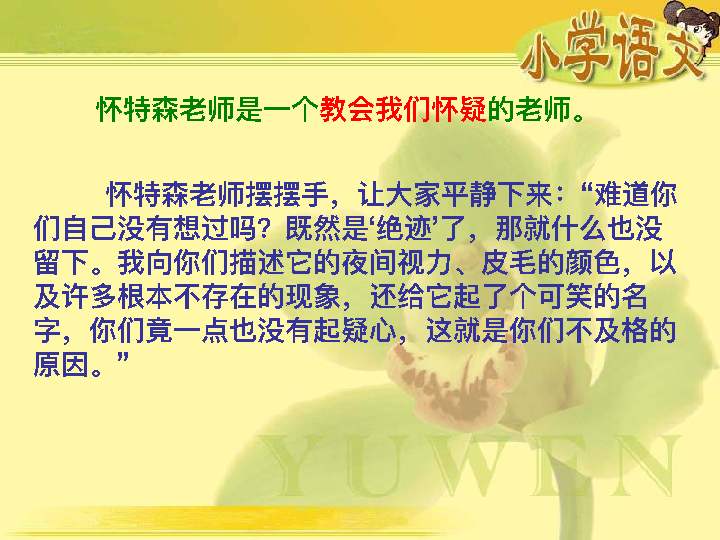 小学语文
怀特森老师是一个教会我们怀疑的老师。
怀特森老师摆摆手，让大家平静下来：“难道你
们自己没有想过吗？既然是‘绝迹’了，那就什么也没
留下。我向你们描述它的夜间视力、皮毛的颜色，以
及许多根本不存在的现象，还给它起了个可笑的名
字，你们竟一点也没有起疑心，这就是你们不及格的
原因。”
YUWEN